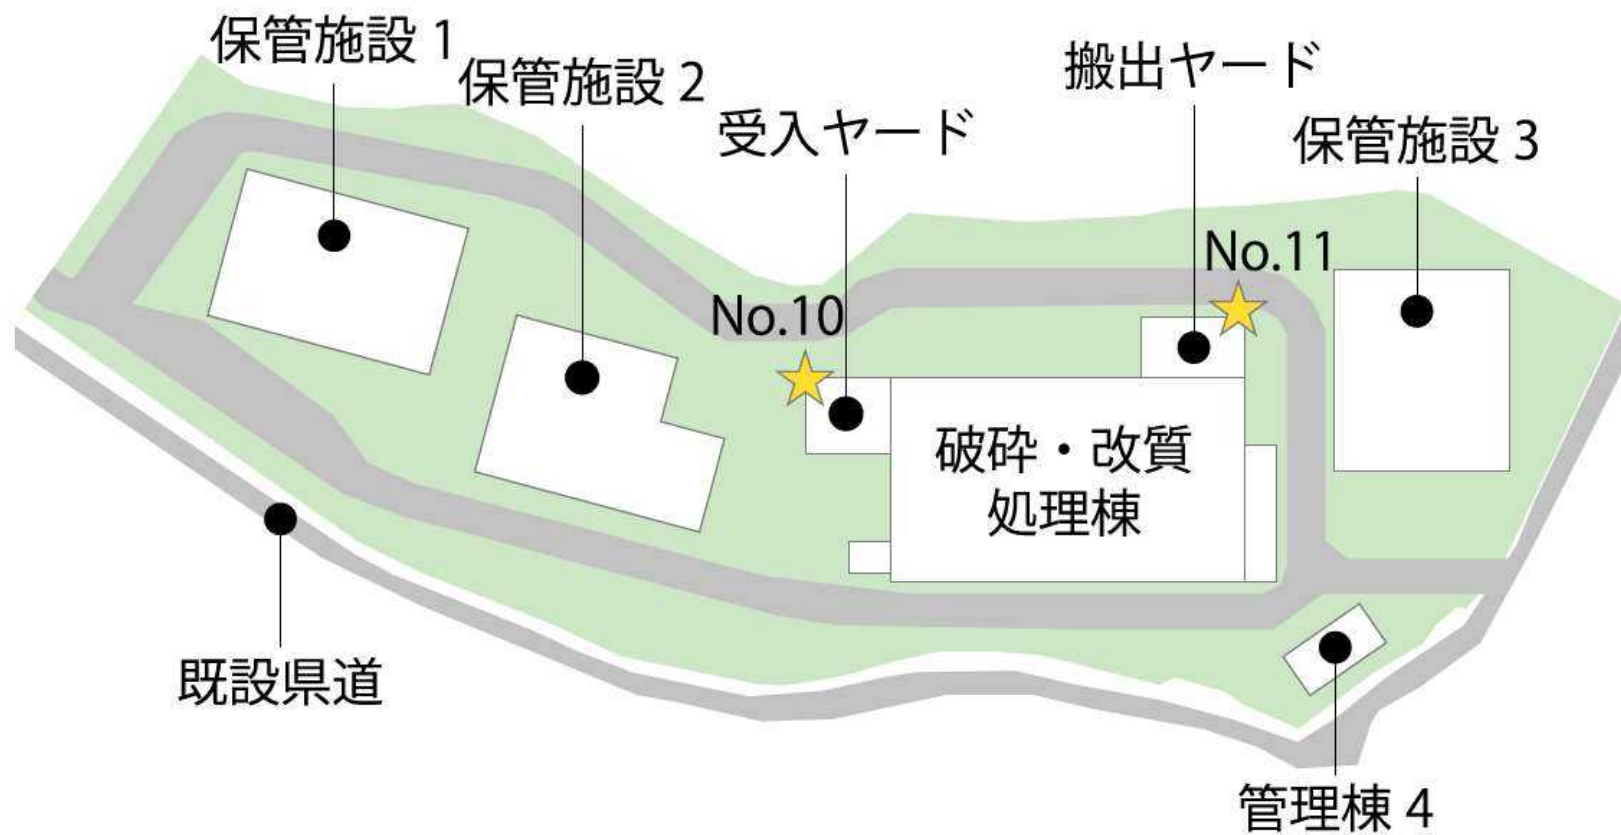 保管施設 1
保管施設 2
受入ヤード
搬出ヤード
保管施設 3
No.11
No.10
破砕・改質
処理棟
既設県道
管理棟 4